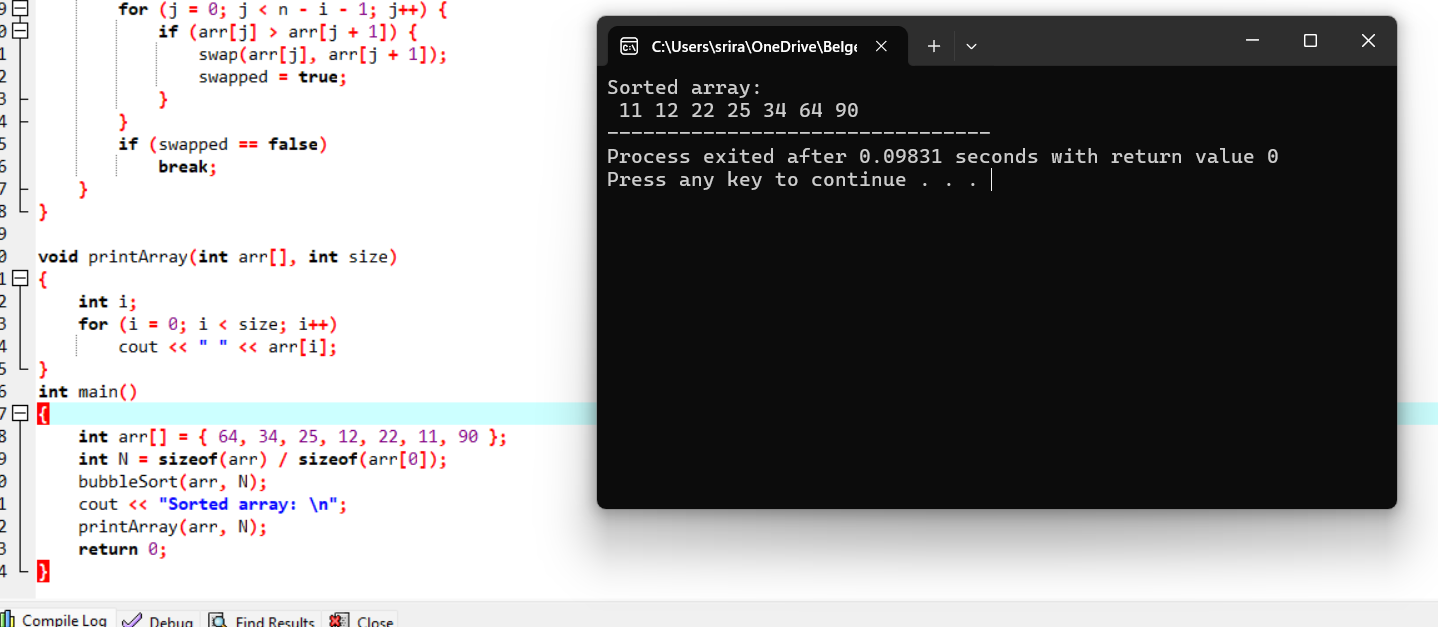 for (j = 0; j < n - i - 1; j++) {
if (arr[j] > arr[j + 1]) {
swap(arr[j], arr[j + 1]);
swapped = true;
}
}
if (swapped == false)
break;
}
}
void printArray(int arr[], int size)
{
int i;
for (i = 0; i < size; i++)
cout << " " << arr[i];
}
int main()
{
int arr[] = { 64, 34, 25, 12, 22, 11, 90 };
int N = sizeof(arr) / sizeof(arr[0]);
bubbleSort(arr, N);
cout << "Sorted array: \n";
printArray(arr, N);
return 0;
}
Compile Log Debug Find Results Close
C:\Users\srira\OneDrive\Belge
Sorted array:
 11 12 22 25 34 64 90
--------------------------------
Process exited after 0.09831 seconds with return value 0
Press any key to continue . . .